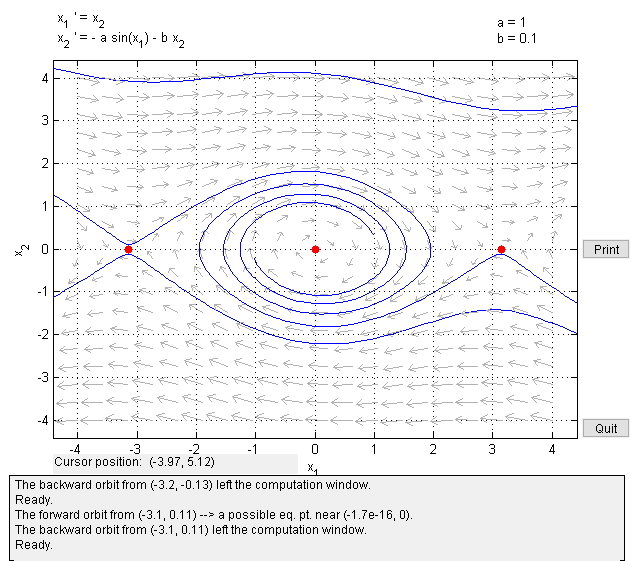 x1 ' = x2
x2 ' = - a sin(x1) - b x2
a = 1
b = 0.1
4
3
2
1
0
-1
-2
-3
-4
x2
-4
-3
-2
-1
0
1
2
3
4
x1
Print
Quit
Cursor position: (-3.97, 5.12)
The backward orbit from (-3.2, -0.13) left the computation window.
Ready.
The forward orbit from (-3.1, 0.11) --> a possible eq. pt. near (-1.7e-16, 0).
The backward orbit from (-3.1, 0.11) left the computation window.
Ready.